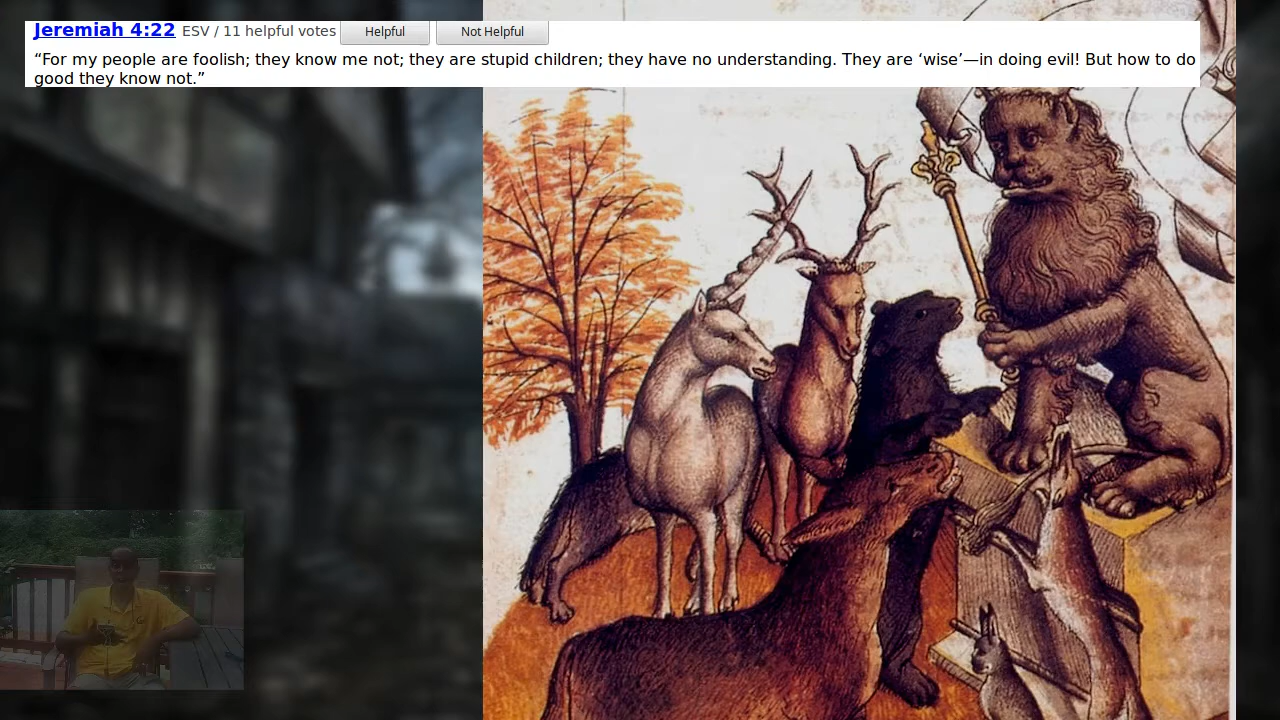 Jeremiah 4:22 ESV / 11 helpful votes Helpful Not Helpful
“For my people are foolish; they know me not; they are stupid children; they have no understanding. They are ‘wise’—in doing evil! But how to do
good they know not.”